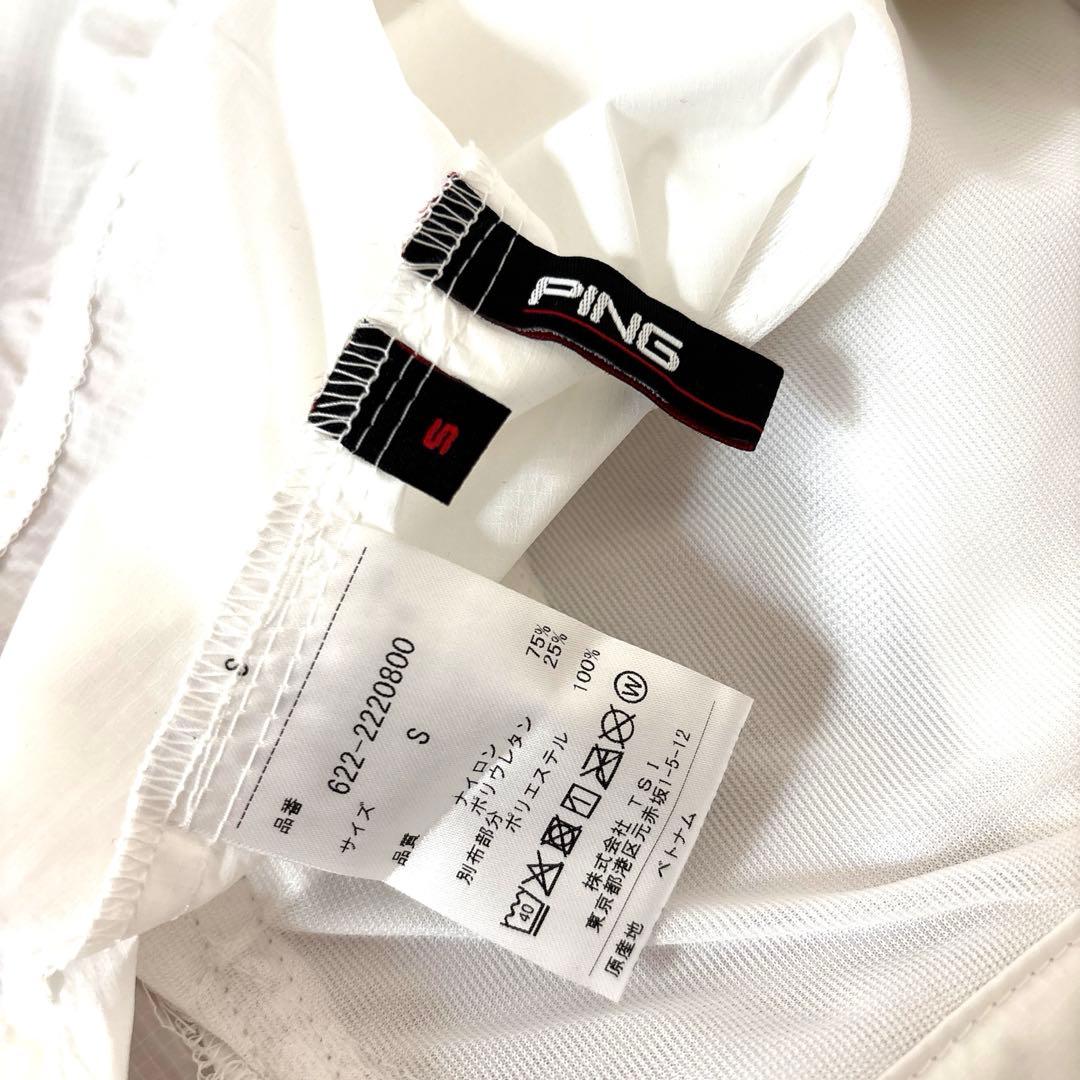 PING
S
S
品番
622-2220800
サイズ S
品質
ナイロン 75%
ポリウレタン 25%
別布部分
ポリエステル 100%
40
W
株式会社 TSI
東京都港区元赤坂1-5-12
原産地 ベトナム